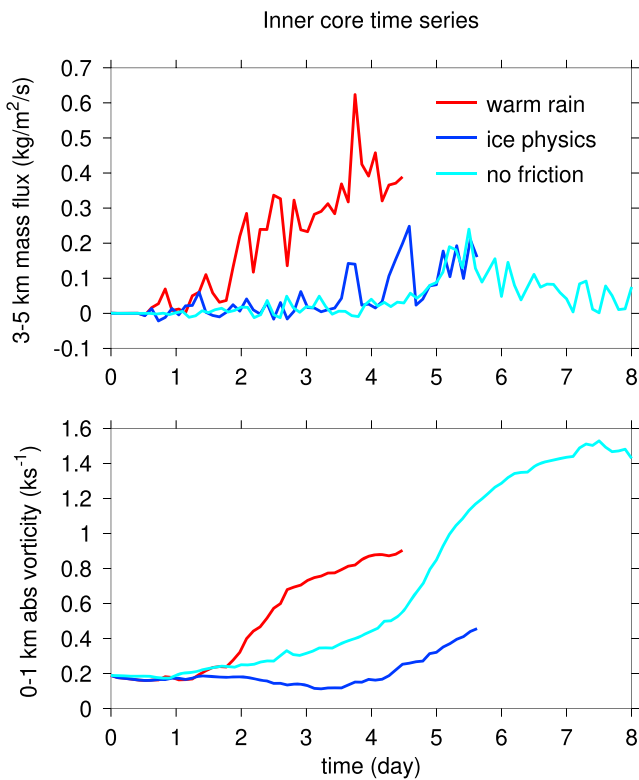 Inner core time series
3-5 km mass flux (kg/m²/s)
0.7
0.6
0.5
0.4
0.3
0.2
0.1
0
-0.1
warm rain
ice physics
no friction
0 1 2 3 4 5 6 7 8
0-1 km abs vorticity (ks⁻¹)
1.6
1.4
1.2
1
0.8
0.6
0.4
0.2
0
0 1 2 3 4 5 6 7 8
time (day)